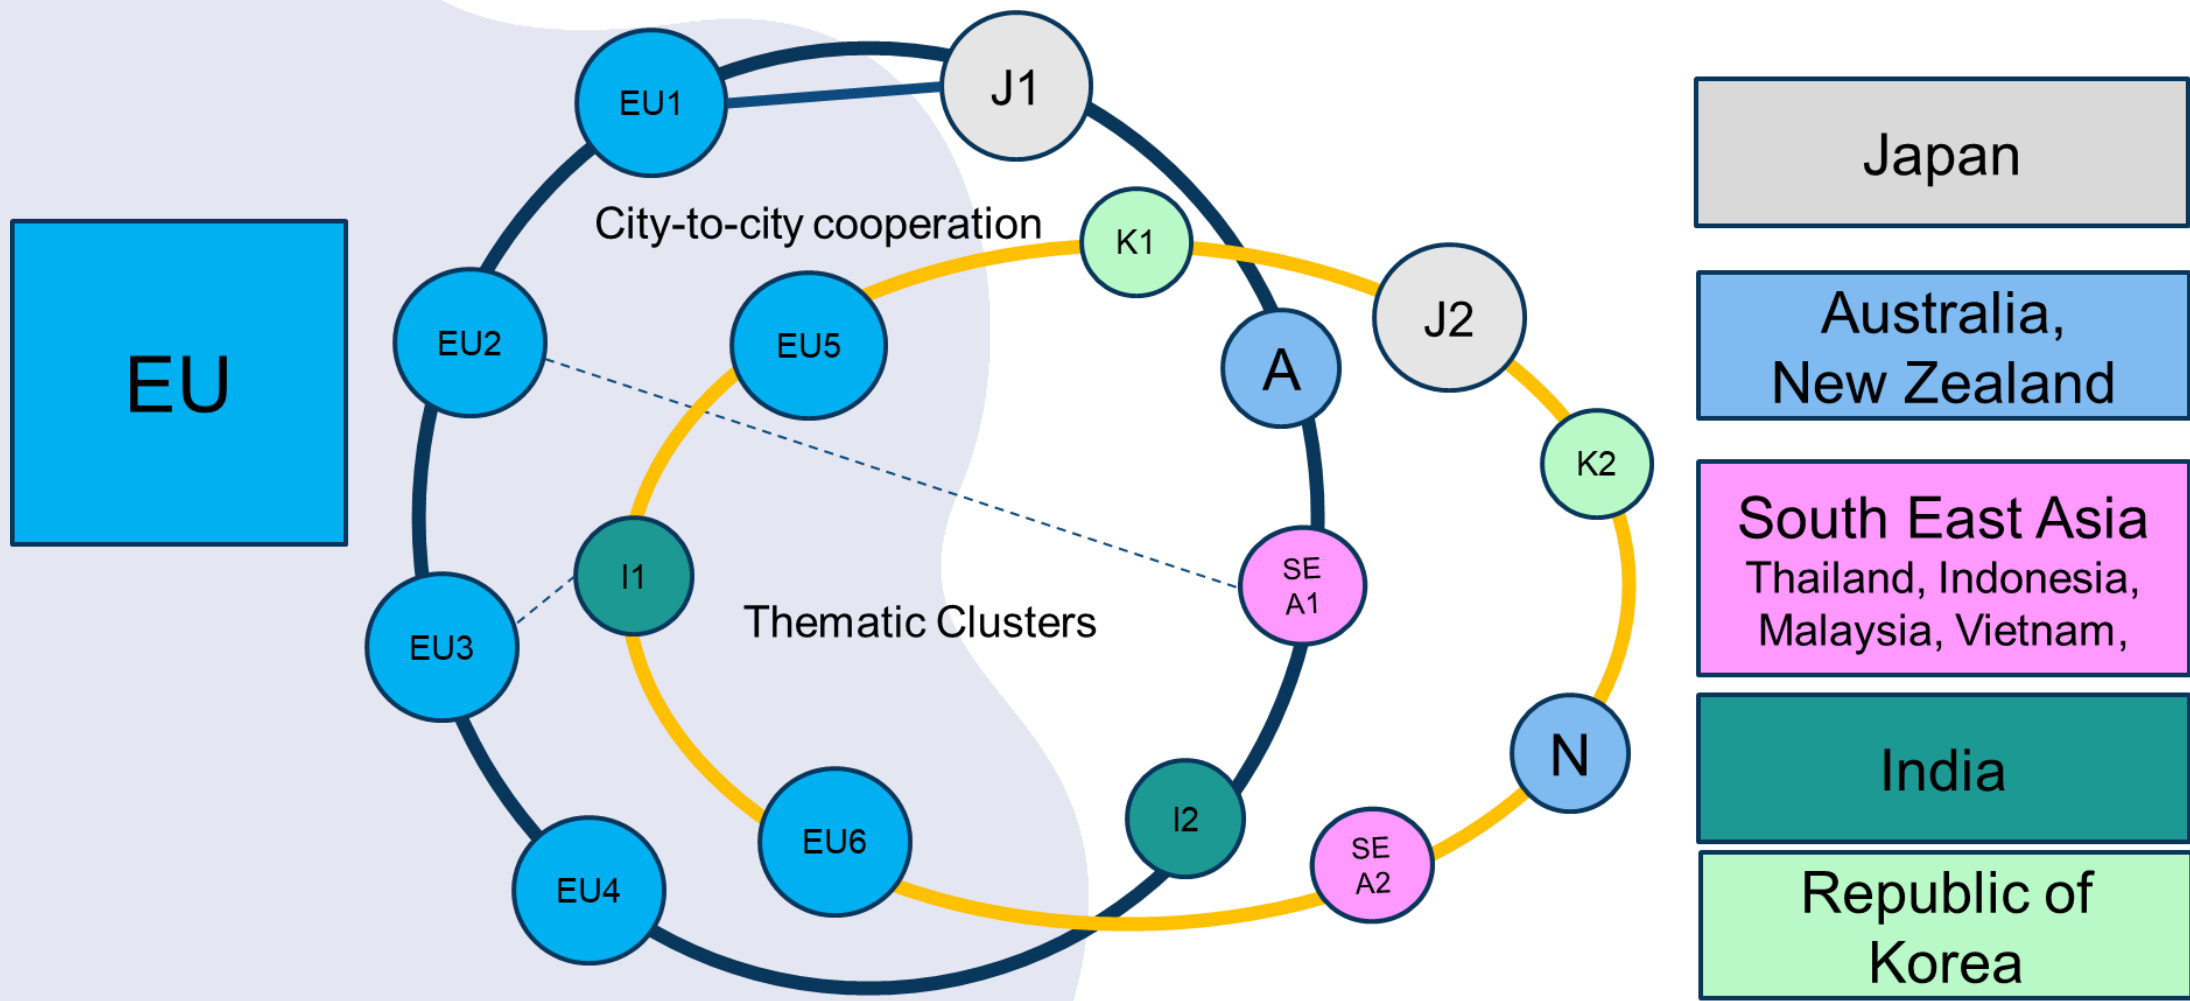 EU
EU1
J1
City-to-city cooperation
K1
EU2
EU5
A
J2
K2
I1
SE
A1
Thematic Clusters
EU3
N
I2
EU6
SE
A2
EU4
Japan
Australia,
New Zealand
South East Asia
Thailand, Indonesia,
Malaysia, Vietnam,
India
Republic of
Korea